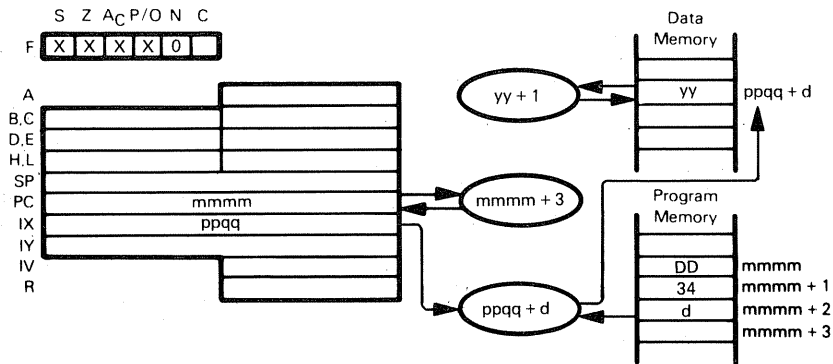 S Z AC P/O N C
F X X X X 0
Data
Memory
A
B,C
D,E
H,L
SP
PC mmmm
IX ppqq
IY
IV
R
yy + 1
yy
ppqq + d
mmmm + 3
ppqq + d
Program
Memory
DD mmmm
34 mmmm + 1
d mmmm + 2
mmmm + 3